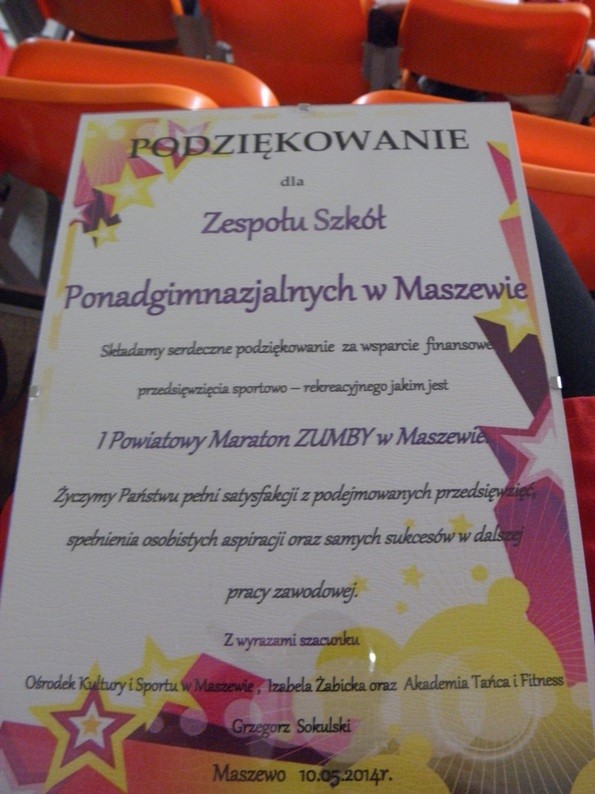 PODZIĘKOWANIE
dla
Zespołu Szkół
Ponadgimnazjalnych w Maszewie
Składamy serdeczne podziękowanie za wsparcie finansowe
przedsięwzięcia sportowo – rekreacyjnego jakim jest
I Powiatowy Maraton ZUMBY w Maszewie.
Życzymy Państwu pełni satysfakcji z podejmowanych przedsięwzięć,
spełnienia osobistych aspiracji oraz samych sukcesów w dalszej
pracy zawodowej.
Z wyrazami szacunku
Ośrodek Kultury i Sportu w Maszewie , Izabela Żabicka oraz Akademia Tańca i Fitness
Grzegorz Sokulski
Maszewo 10.05.2014r.